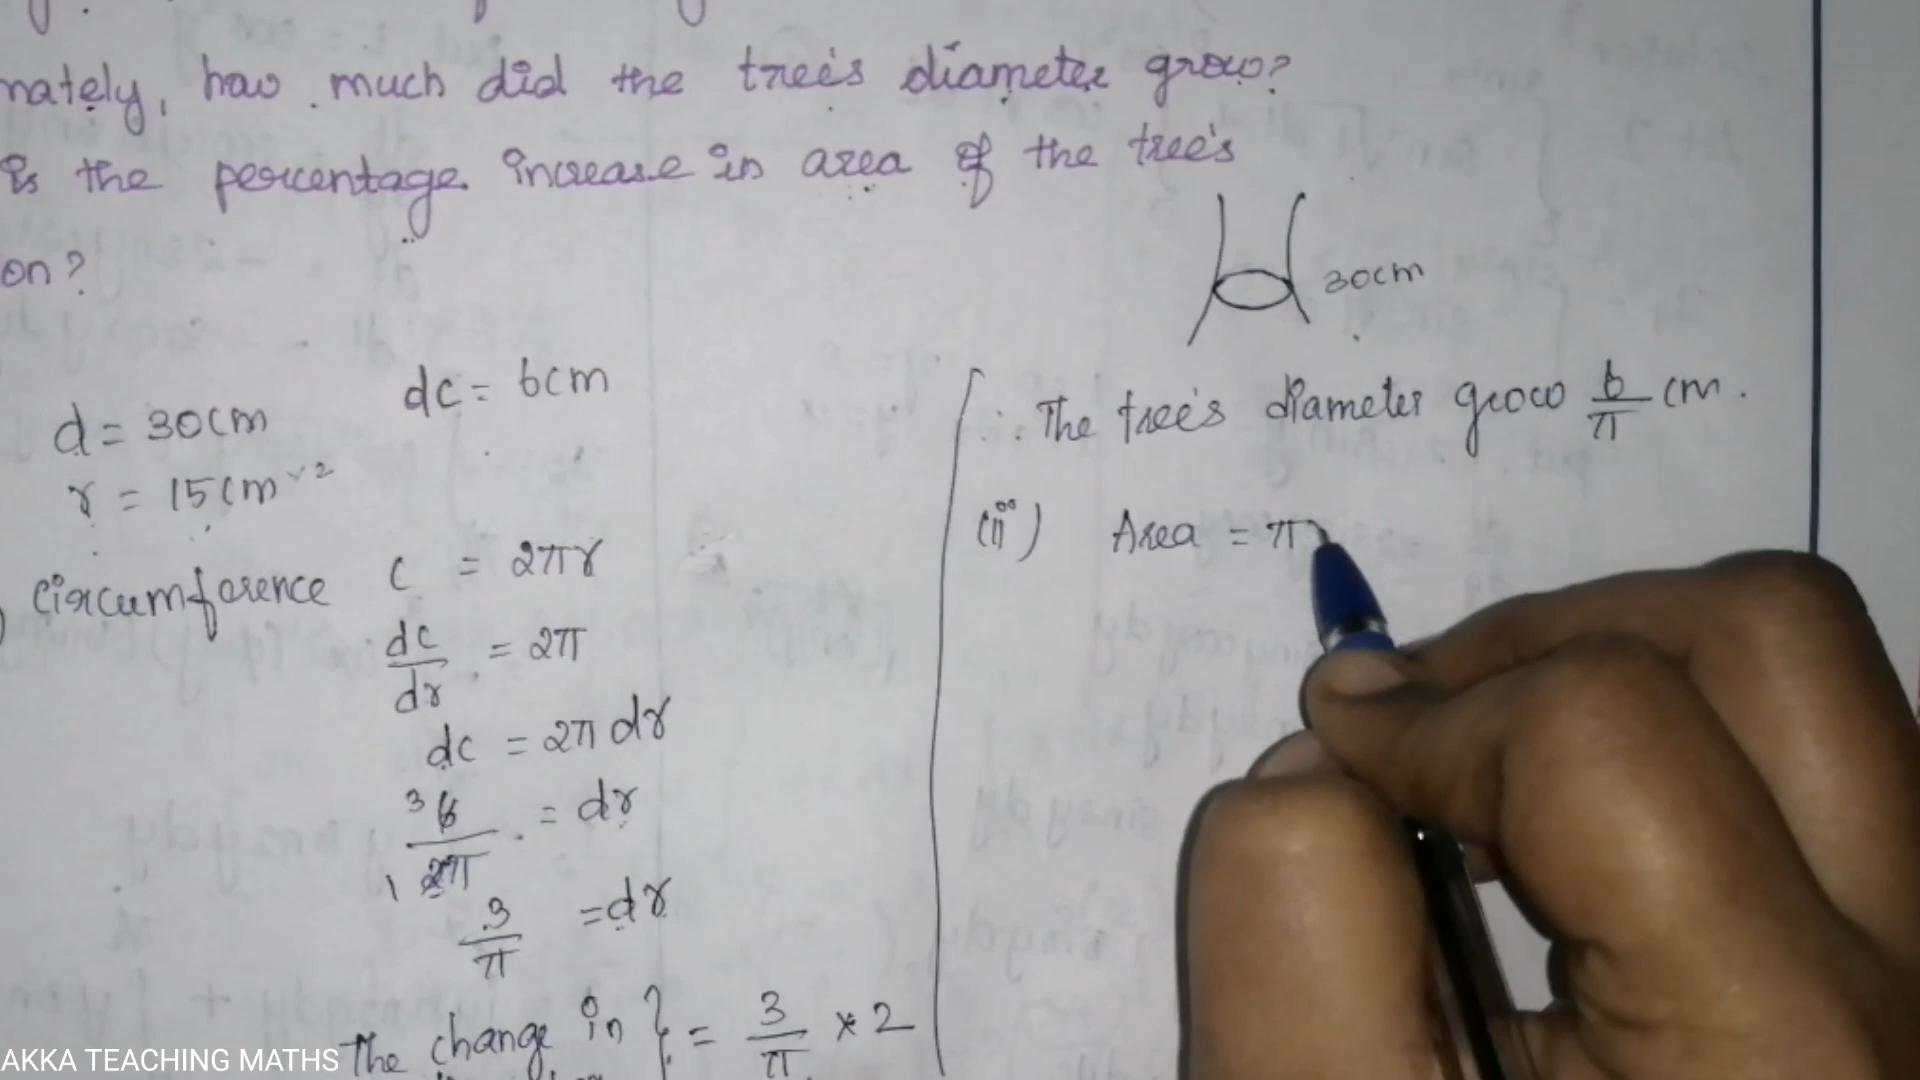 nately, how much did the tree's diameter grow?
is the percentage increase in area of the tree's
on?
30cm
d = 30cm
dc = 6cm
r = 15cm
Circumference C = 2πr
dc/dr = 2π
dc = 2π dr
3 6/2π = dr
1
3/π = dr
The change in } = 3/π × 2
∴ The tree's diameter grow 6/π cm.
(ii) Area = π
AKKA TEACHING MATHS